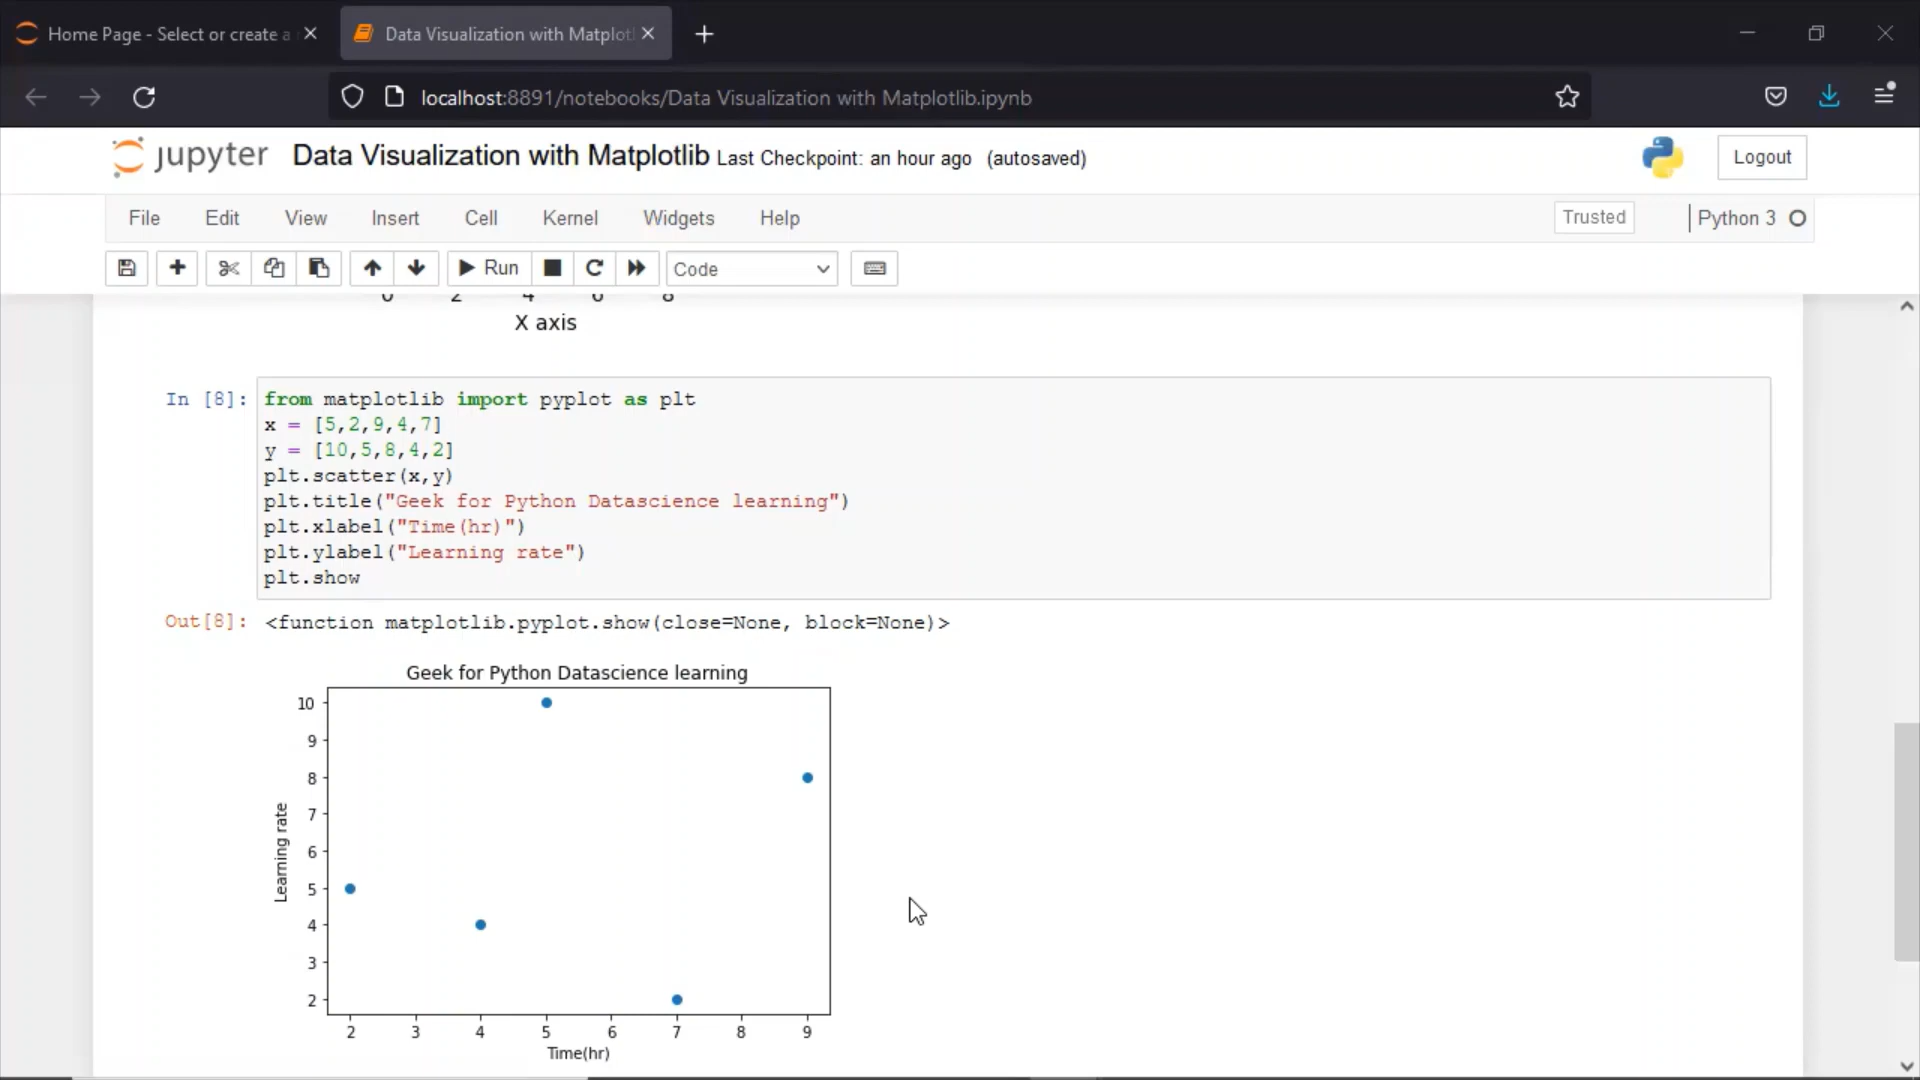 Home Page - Select or create a
Data Visualization with Matplotl
localhost:8891/notebooks/Data Visualization with Matplotlib.ipynb
jupyter
Data Visualization with Matplotlib Last Checkpoint: an hour ago (autosaved)
Logout
File Edit View Insert Cell Kernel Widgets Help
Trusted
Python 3
Run
Code
0 2 4 6 8
X axis
In [8]:
from matplotlib import pyplot as plt
x = [5,2,9,4,7]
y = [10,5,8,4,2]
plt.scatter(x,y)
plt.title("Geek for Python Datascience learning")
plt.xlabel("Time(hr)")
plt.ylabel("Learning rate")
plt.show
Out[8]: <function matplotlib.pyplot.show(close=None, block=None)>
Geek for Python Datascience learning
10
9
8
7
6
5
4
3
2
Learning rate
2 3 4 5 6 7 8 9
Time(hr)